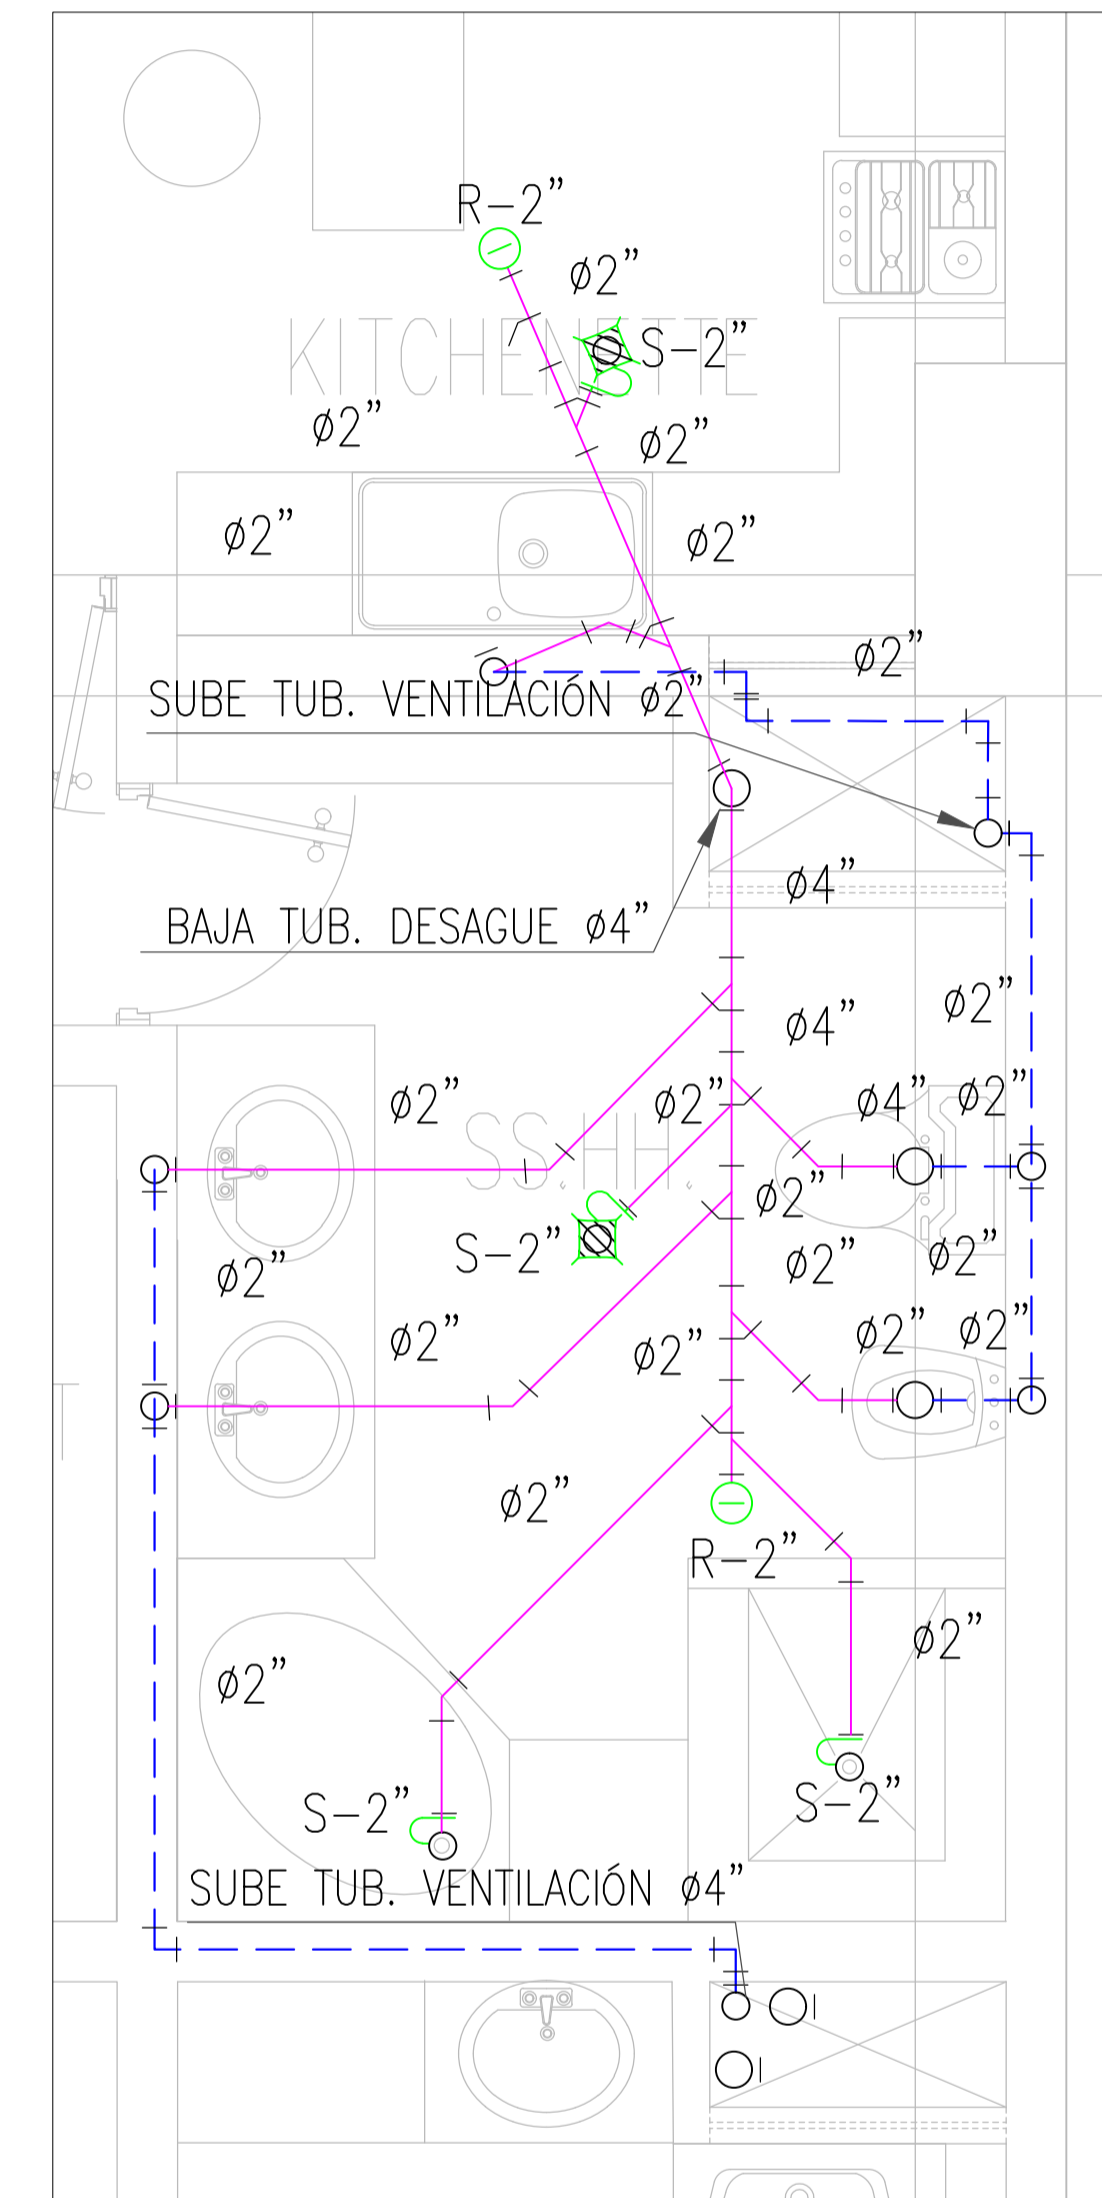 R-2”
ø2”
S-2”
KITCHENETTE
ø2”
ø2”
ø2”
ø2”
ø2”
SUBE TUB. VENTILACIÓN ø2”
ø4”
BAJA TUB. DESAGUE ø4”
ø2”
ø4”
ø2”
ø2”
ø4”
ø2”
SS.HH.
ø2”
S-2”
ø2”
ø2”
ø2”
ø2”
ø2”
ø2”
ø2”
ø2”
R-2”
ø2”
ø2”
S-2”
S-2”
SUBE TUB. VENTILACIÓN ø4”